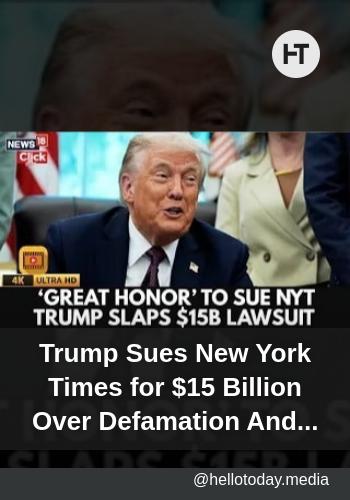 HT
NEWS 18
Click
4K ULTRA HD
‘GREAT HONOR’ TO SUE NYT
TRUMP SLAPS $15B LAWSUIT
Trump Sues New York
Times for $15 Billion
Over Defamation And...
@hellotoday.media